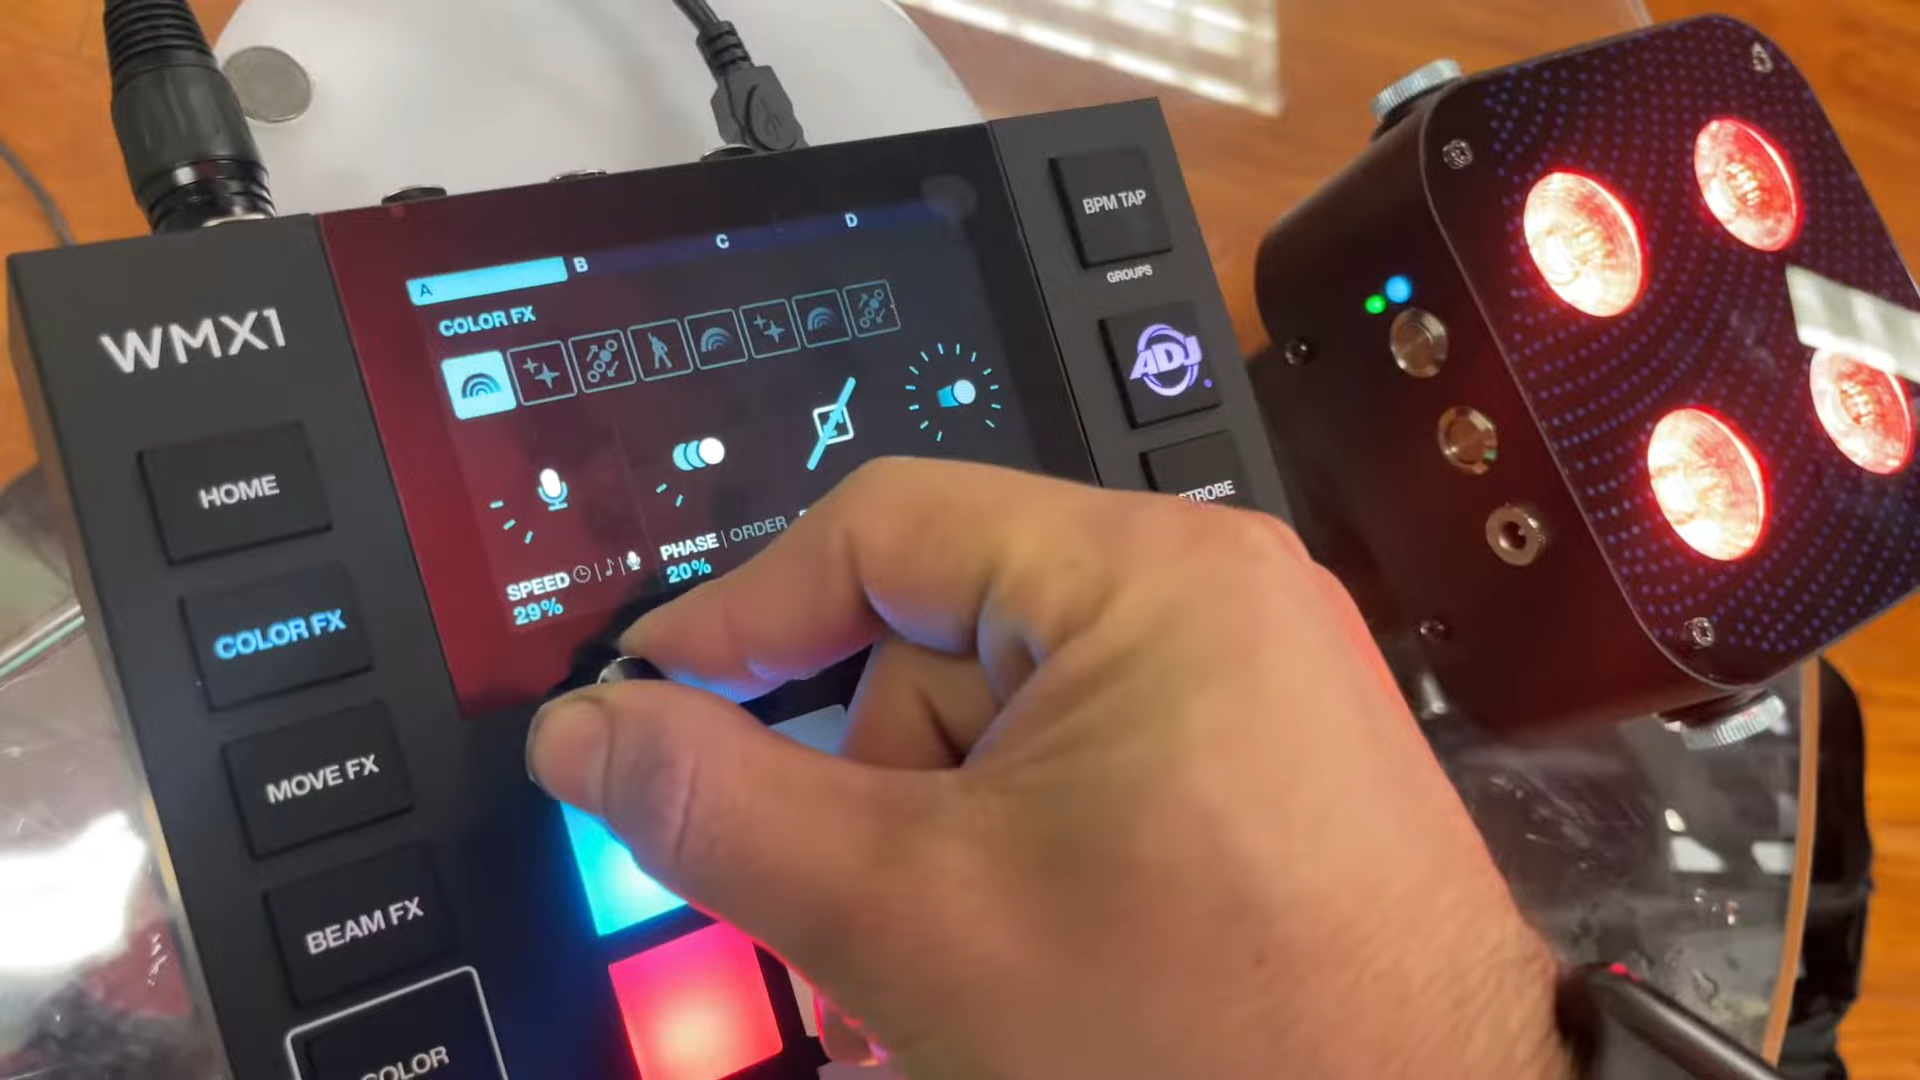 WMX1
A
B
C
D
COLOR FX
SPEED
29%
PHASE | ORDER
20%
BPM TAP
GROUPS
ADJ
STROBE
HOME
COLOR FX
MOVE FX
BEAM FX
COLOR